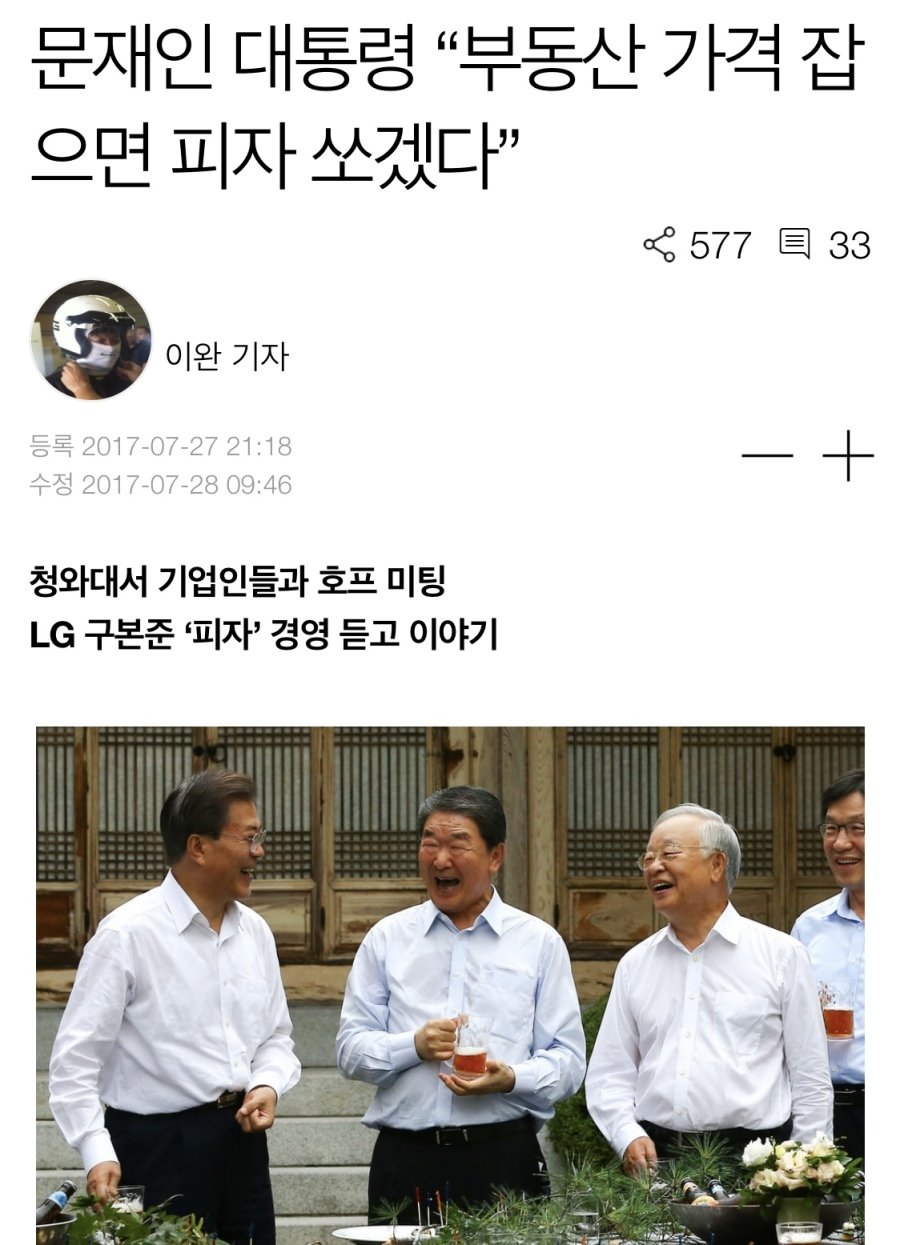 문재인 대통령 “부동산 가격 잡
으면 피자 쏘겠다”
577 33
이완 기자
등록 2017-07-27 21:18
수정 2017-07-28 09:46
청와대서 기업인들과 호프 미팅
LG 구본준 ‘피자’ 경영 듣고 이야기